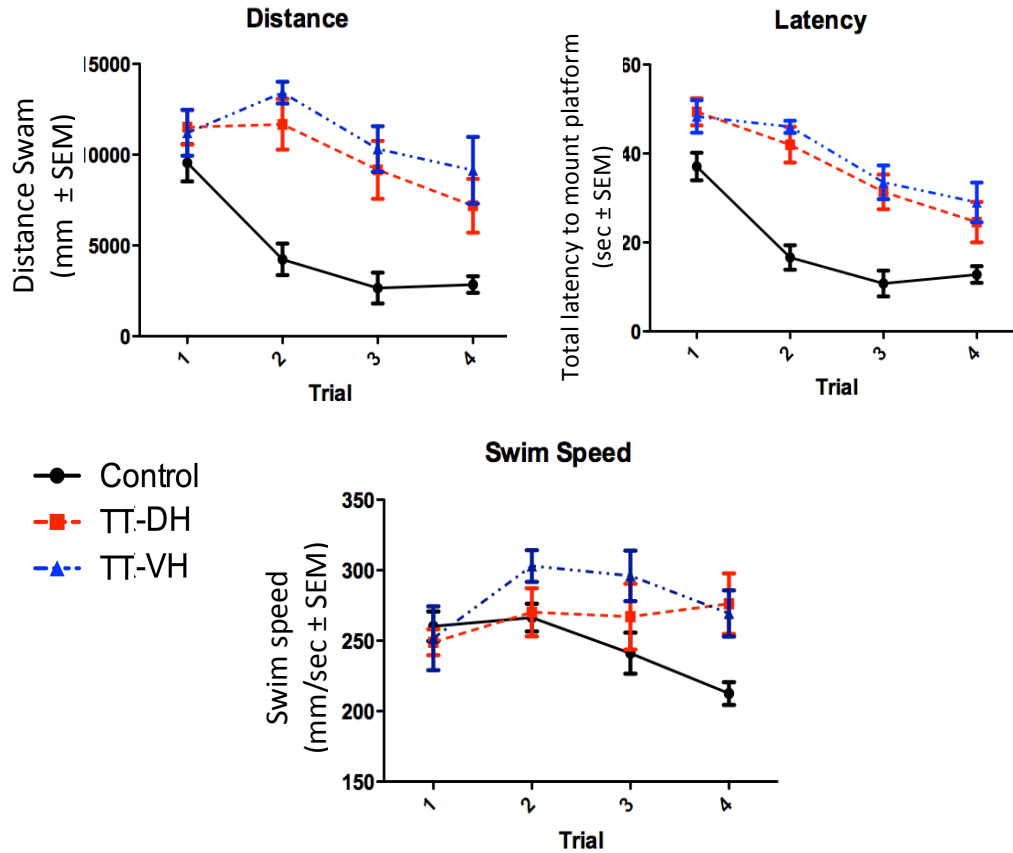 Distance
15000
10000
5000
0
Distance Swam
(mm ± SEM)
1
2
3
4
Trial
Latency
60
40
20
0
Total latency to mount platform
(sec ± SEM)
1
2
3
4
Trial
Control
TT-DH
TT-VH
Swim Speed
350
300
250
200
150
Swim speed
(mm/sec ± SEM)
1
2
3
4
Trial